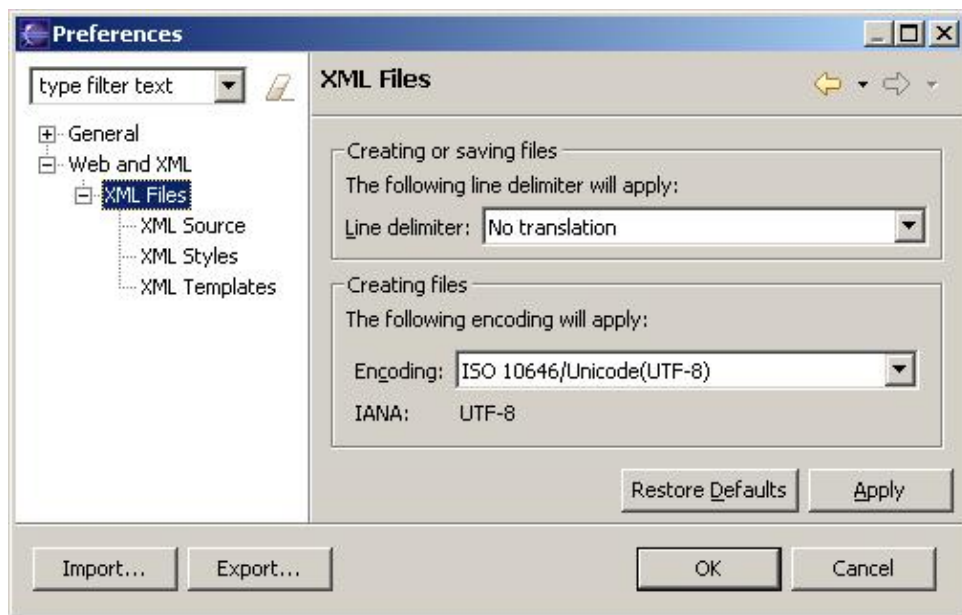 Preferences
type filter text
General
Web and XML
XML Files
XML Source
XML Styles
XML Templates
XML Files
Creating or saving files
The following line delimiter will apply:
Line delimiter: No translation
Creating files
The following encoding will apply:
Encoding: ISO 10646/Unicode(UTF-8)
IANA: UTF-8
Restore Defaults Apply
Import... Export... OK Cancel